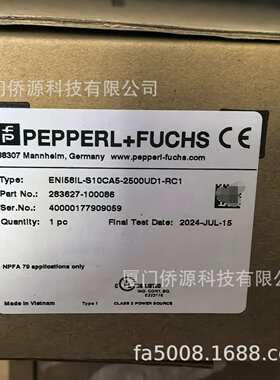 厦门侨源科技有限公司
PEPPERL+FUCHS CE
68307 Mannheim, Germany www.pepperl-fuchs.com
Type: ENI58IL-S10CA5-2500UD1-RC1
Part No.: 283627-100086
S/No.: 40000177909059
Quantity: 1 pc Final Test Date: 2024-JUL-15
厦门侨源科技有限公司
NFPA 79 applications only
Made in Vietnam Type 1 CLASS 2 POWER SOURCE
fa5008.1688.com